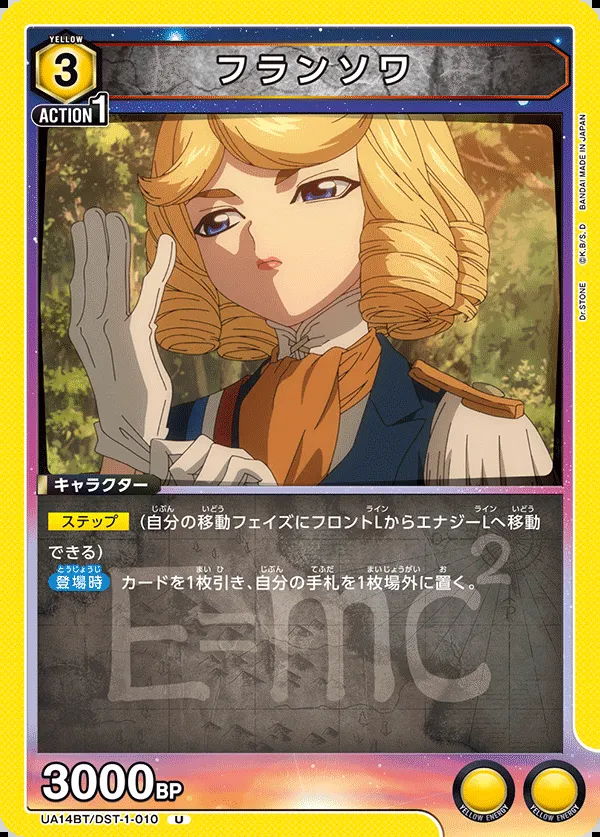 YELLOW
3
フランソワ
ACTION 1
Dr.STONE ©K.B/S, D BANDAI MADE IN JAPAN
キャラクター
ステップ (自分の移動フェイズにフロントLからエナジーLへ移動
できる)
登場時 カードを1枚引き、自分の手札を1枚場外に置く。
E=mc²
3000BP
YELLOW ENERGY
YELLOW ENERGY
UA14BT/DST-1-010 U